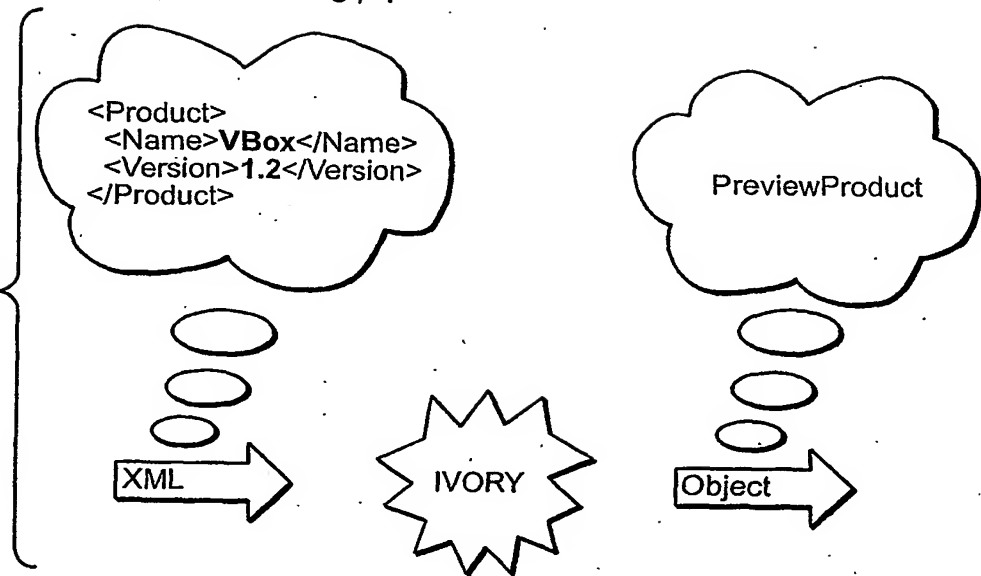 <Product>
<Name>VBox</Name>
<Version>1.2</Version>
</Product>
PreviewProduct
XML
IVORY
Object